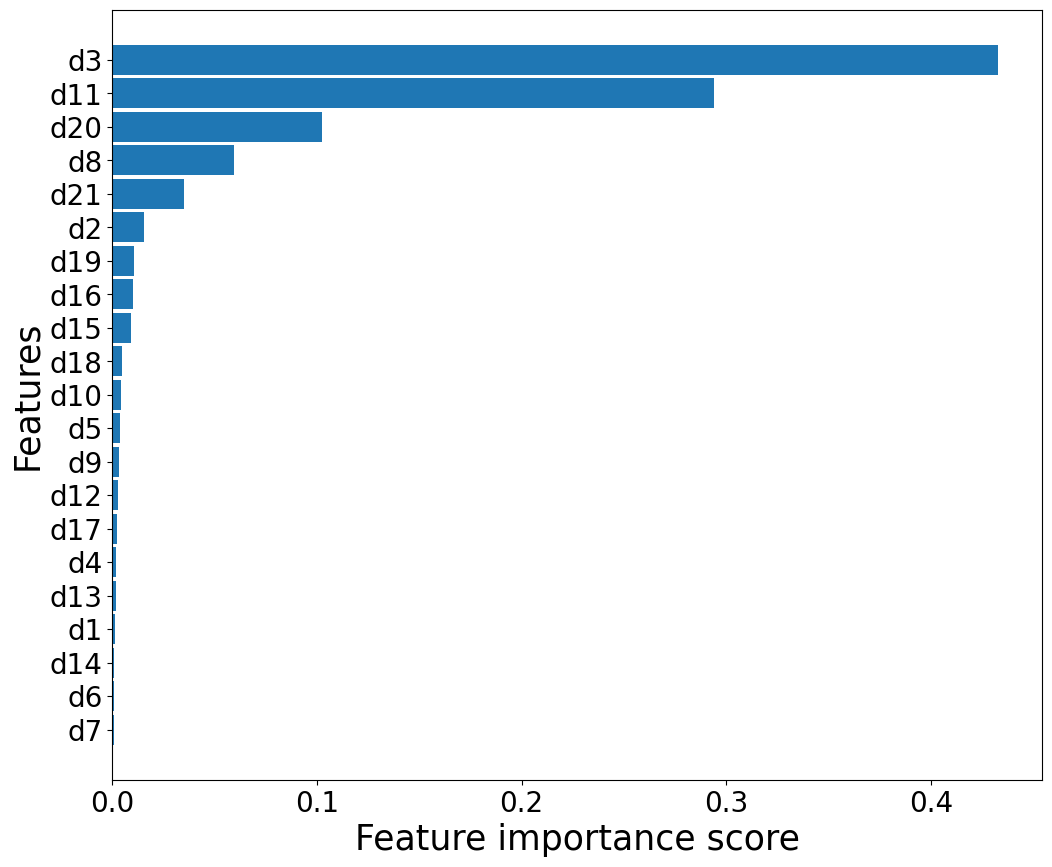 d3
d11
d20
d8
d21
d2
d19
d16
d15
d18
d10
d5
d9
d12
d17
d4
d13
d1
d14
d6
d7
Features
0.0 0.1 0.2 0.3 0.4
Feature importance score